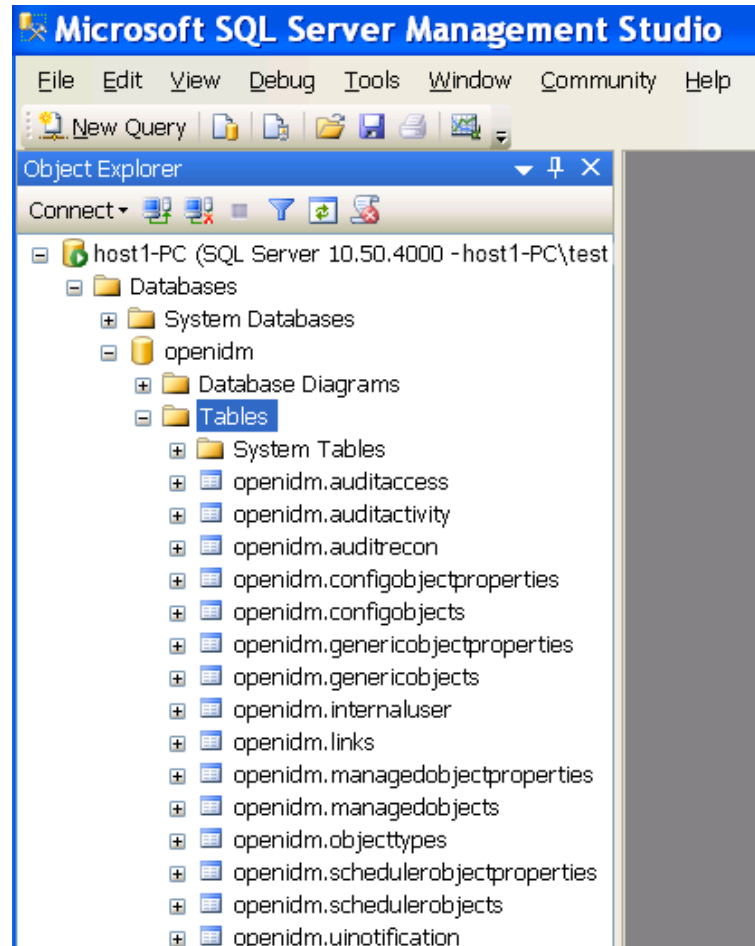 Microsoft SQL Server Management Studio
File Edit View Debug Tools Window Community Help
New Query
Object Explorer
Connect
host1-PC (SQL Server 10.50.4000 -host1-PC\test
Databases
System Databases
openidm
Database Diagrams
Tables
System Tables
openidm.auditaccess
openidm.auditactivity
openidm.auditrecon
openidm.configobjectproperties
openidm.configobjects
openidm.genericobjectproperties
openidm.genericobjects
openidm.internaluser
openidm.links
openidm.managedobjectproperties
openidm.managedobjects
openidm.objecttypes
openidm.schedulerobjectproperties
openidm.schedulerobjects
openidm.uinotification